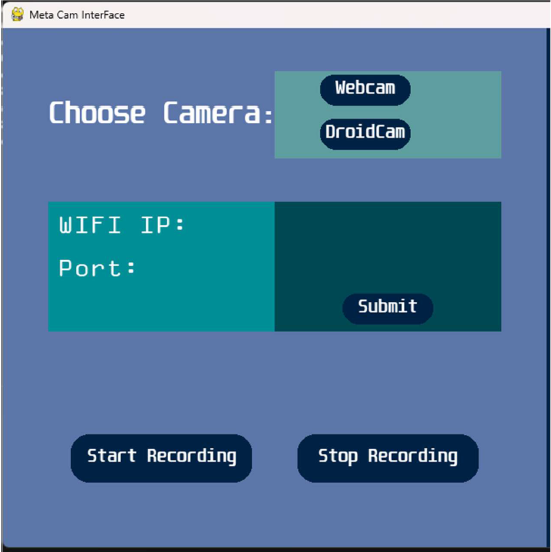 Meta Cam InterFace
Choose Camera:
Webcam
DroidCam
WIFI IP:
Port:
Submit
Start Recording
Stop Recording